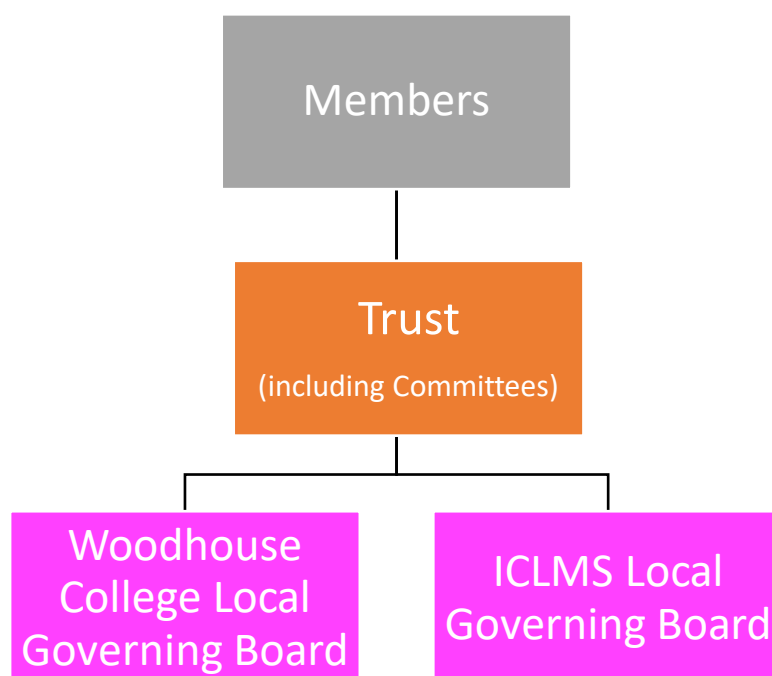 Members
Trust
(including Committees)
Woodhouse
College Local
Governing Board
ICLMS Local
Governing Board